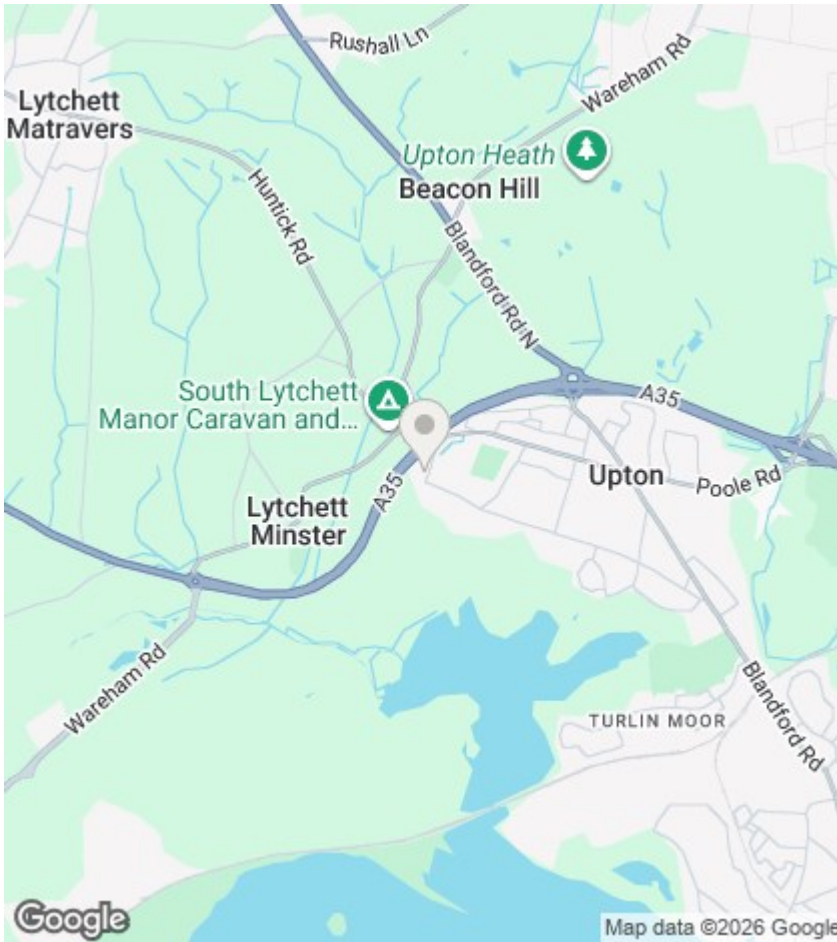 Rushall Ln
Lytchett
Matravers
Wareham Rd
Upton Heath
Beacon Hill
Huntick Rd
Blandford Rd N
South Lytchett
Manor Caravan and...
A35
A35
Upton
Poole Rd
Lytchett
Minster
Wareham Rd
TURLIN MOOR
Blandford Rd
Google
Map data ©2026 Google